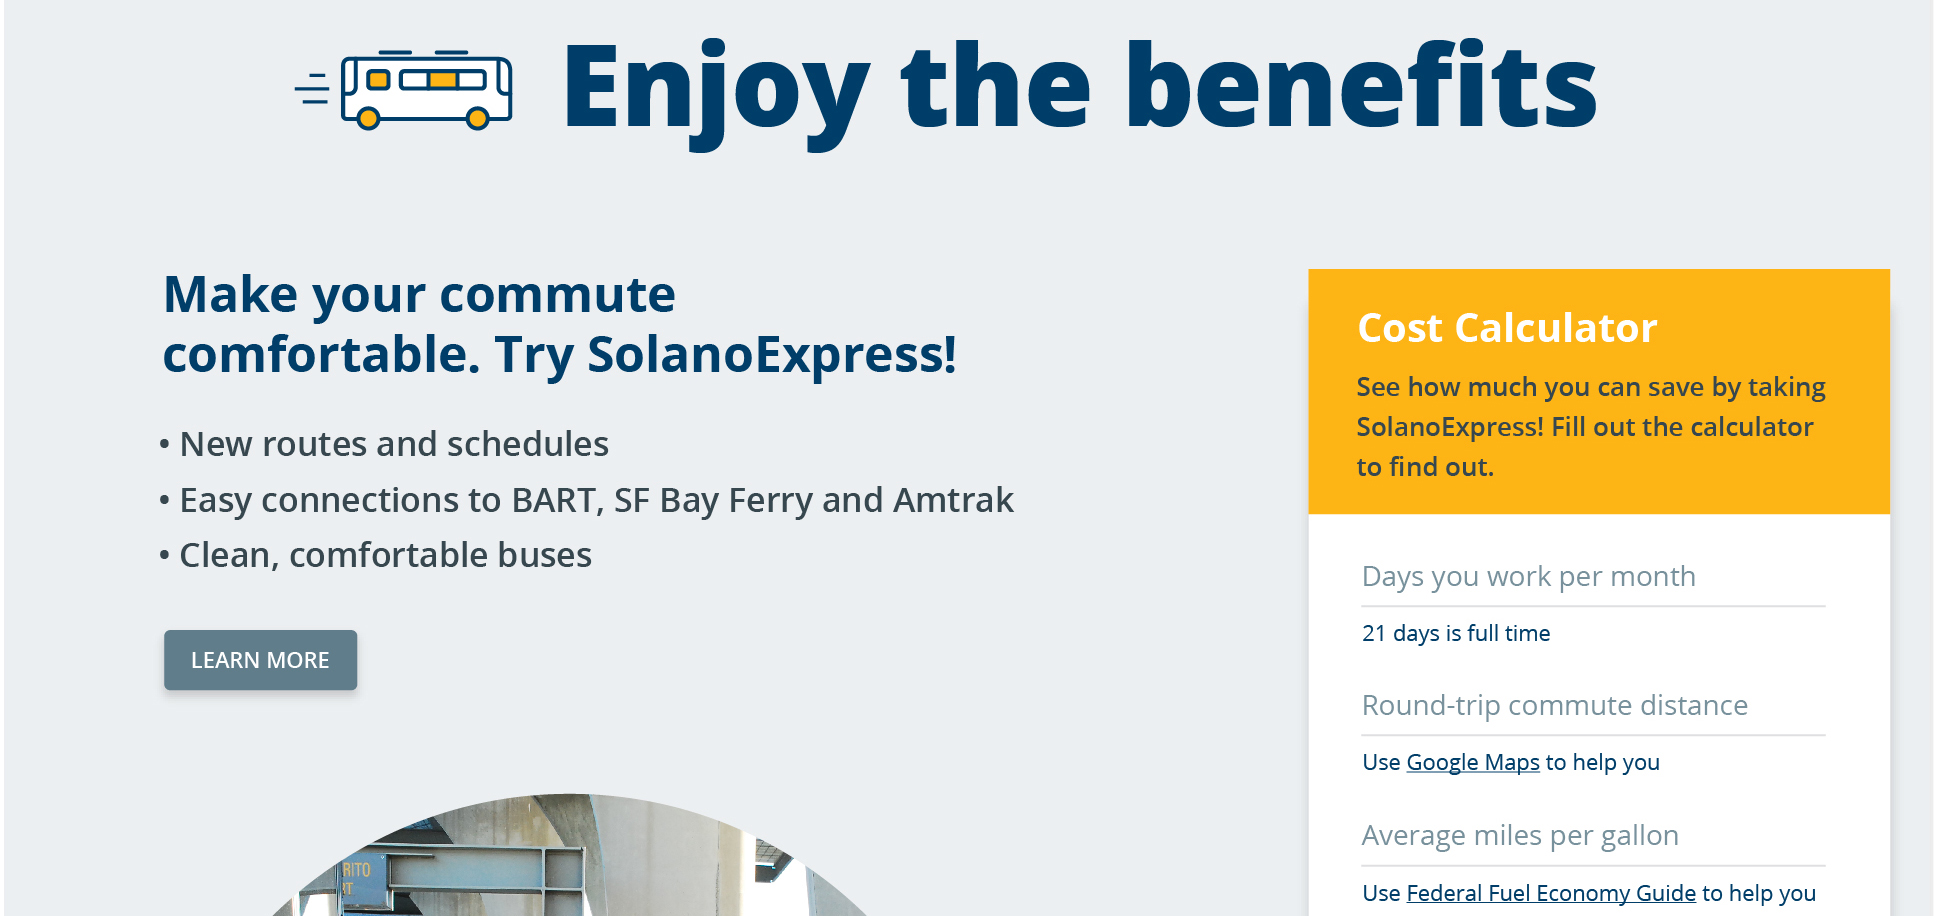 Enjoy the benefits
Make your commute
comfortable. Try SolanoExpress!
• New routes and schedules
• Easy connections to BART, SF Bay Ferry and Amtrak
• Clean, comfortable buses
LEARN MORE
Cost Calculator
See how much you can save by taking
SolanoExpress! Fill out the calculator
to find out.
Days you work per month
21 days is full time
Round-trip commute distance
Use Google Maps to help you
Average miles per gallon
Use Federal Fuel Economy Guide to help you